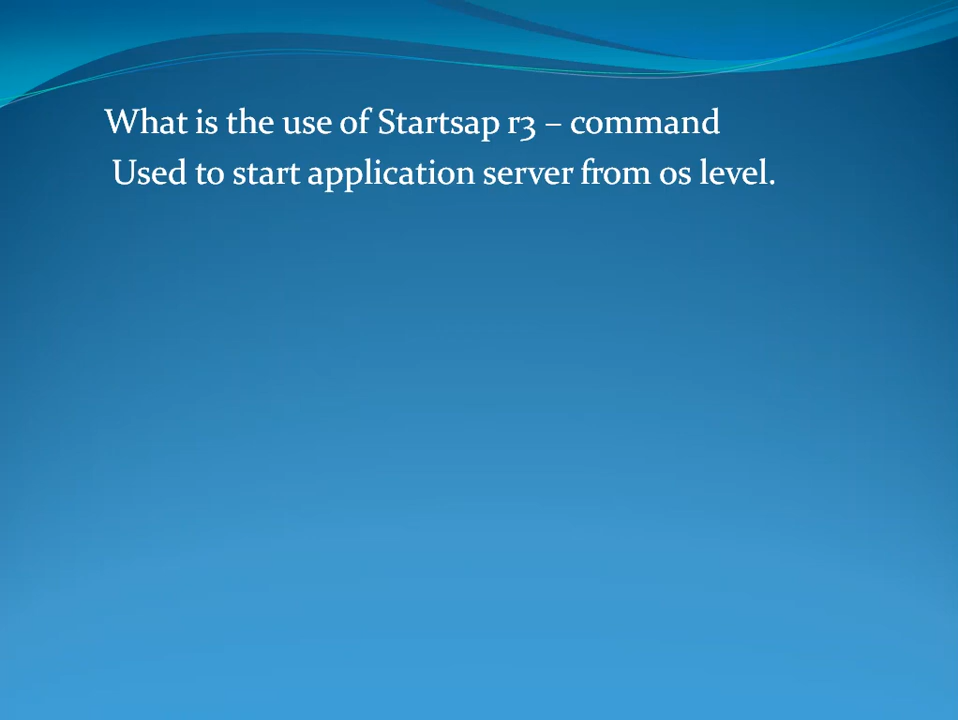 What is the use of Startsap r3 – command
Used to start application server from os level.